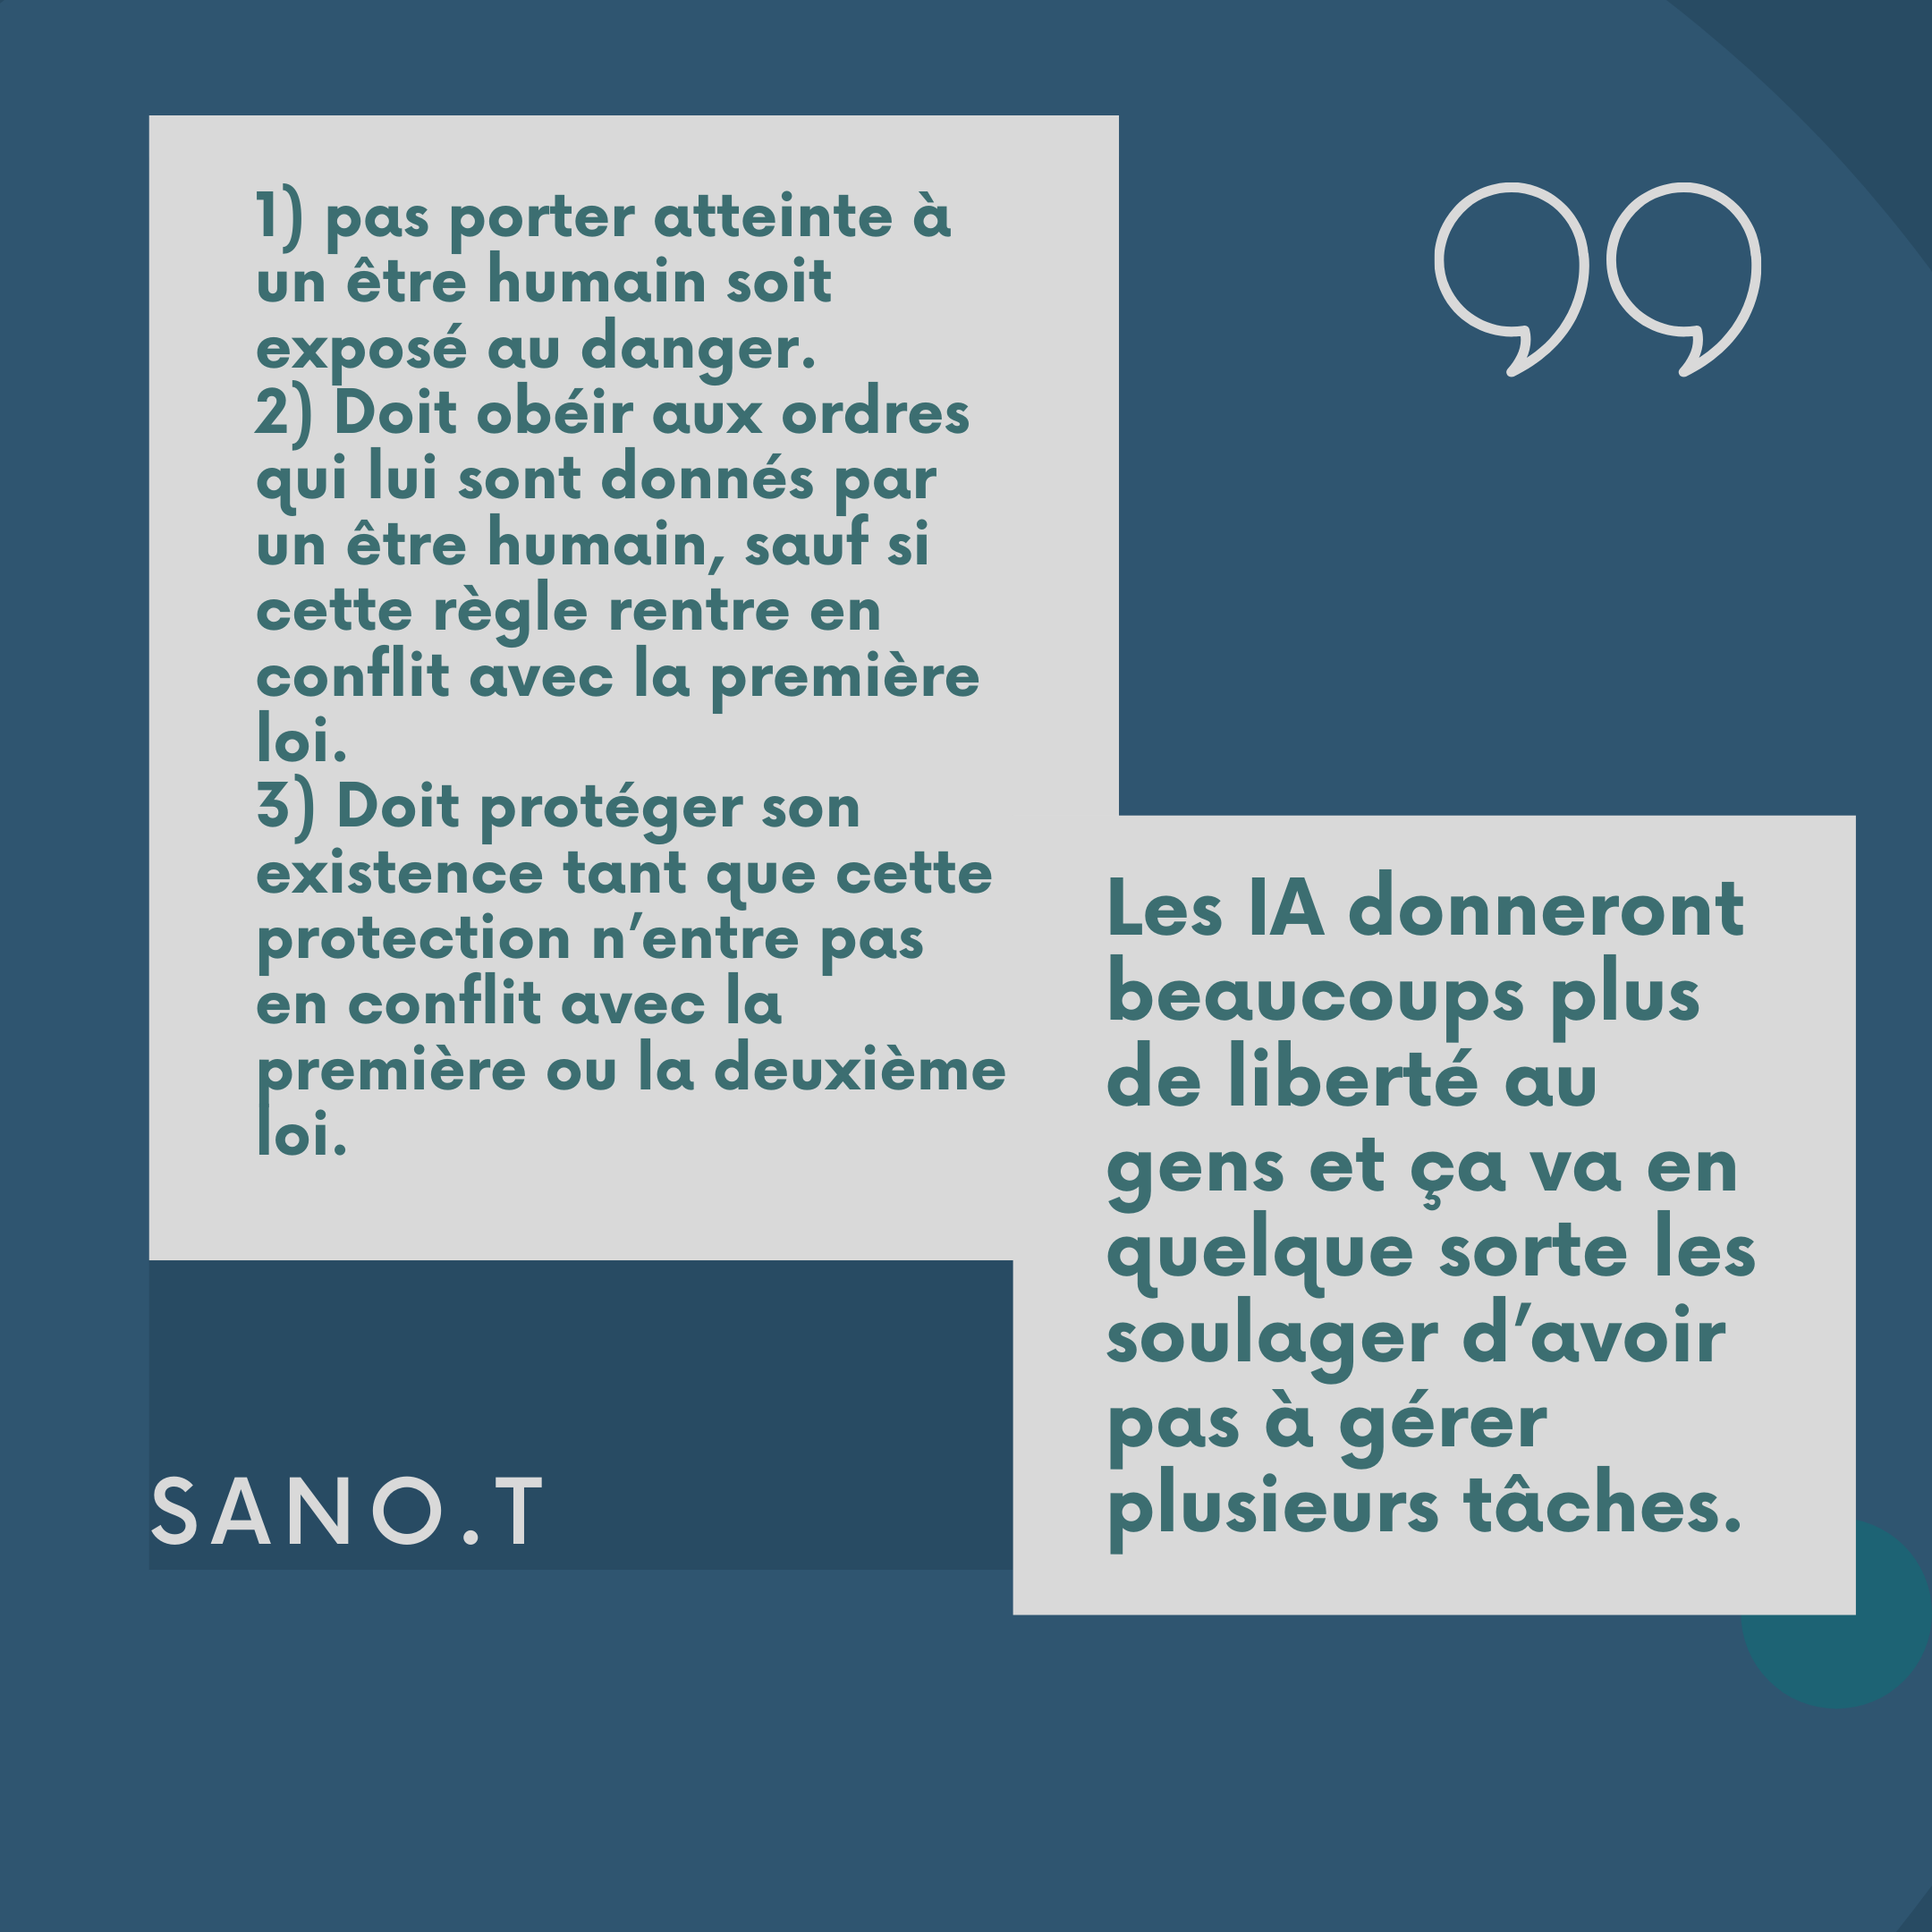 1) pas porter atteinte à
un être humain soit
exposé au danger.
2) Doit obéir aux ordres
qui lui sont donnés par
un être humain, sauf si
cette règle rentre en
conflit avec la première
loi.
3) Doit protéger son
existence tant que cette
protection n’entre pas
en conflit avec la
première ou la deuxième
loi.
Les IA donneront
beaucoups plus
de liberté au
gens et ça va en
quelque sorte les
soulager d’avoir
pas à gérer
plusieurs tâches.
SANO.T